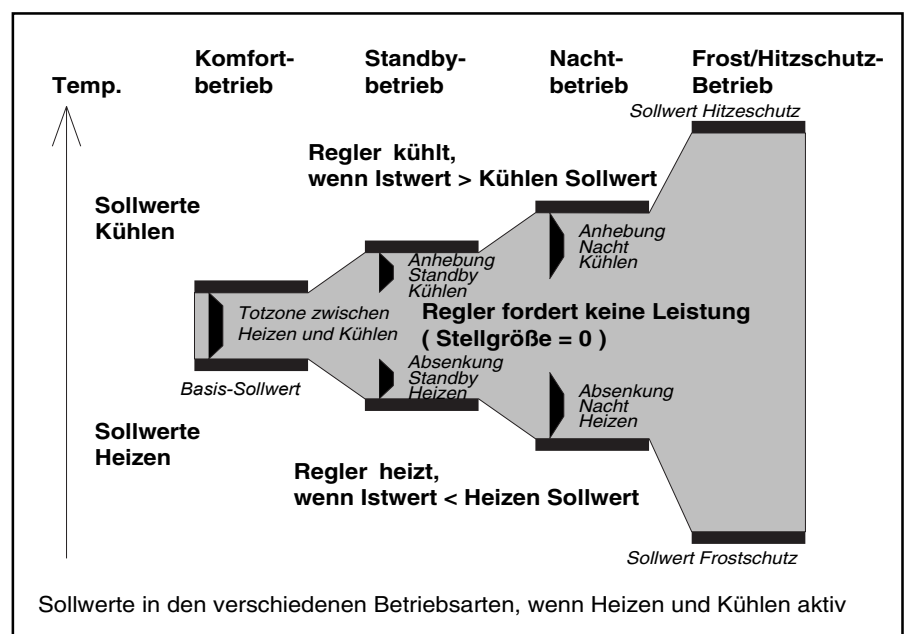 Komfort-
betrieb
Standby-
betrieb
Nacht-
betrieb
Frost/Hitzschutz-
Betrieb
Temp.
Sollwert Hitzeschutz
Regler kühlt,
wenn Istwert > Kühlen Sollwert
Sollwerte
Kühlen
Anhebung
Nacht
Kühlen
Anhebung
Standby
Kühlen
Totzone zwischen
Heizen und Kühlen
Regler fordert keine Leistung
( Stellgröße = 0 )
Absenkung
Standby
Heizen
Basis-Sollwert
Absenkung
Nacht
Heizen
Sollwerte
Heizen
Regler heizt,
wenn Istwert < Heizen Sollwert
Sollwert Frostschutz
Sollwerte in den verschiedenen Betriebsarten, wenn Heizen und Kühlen aktiv